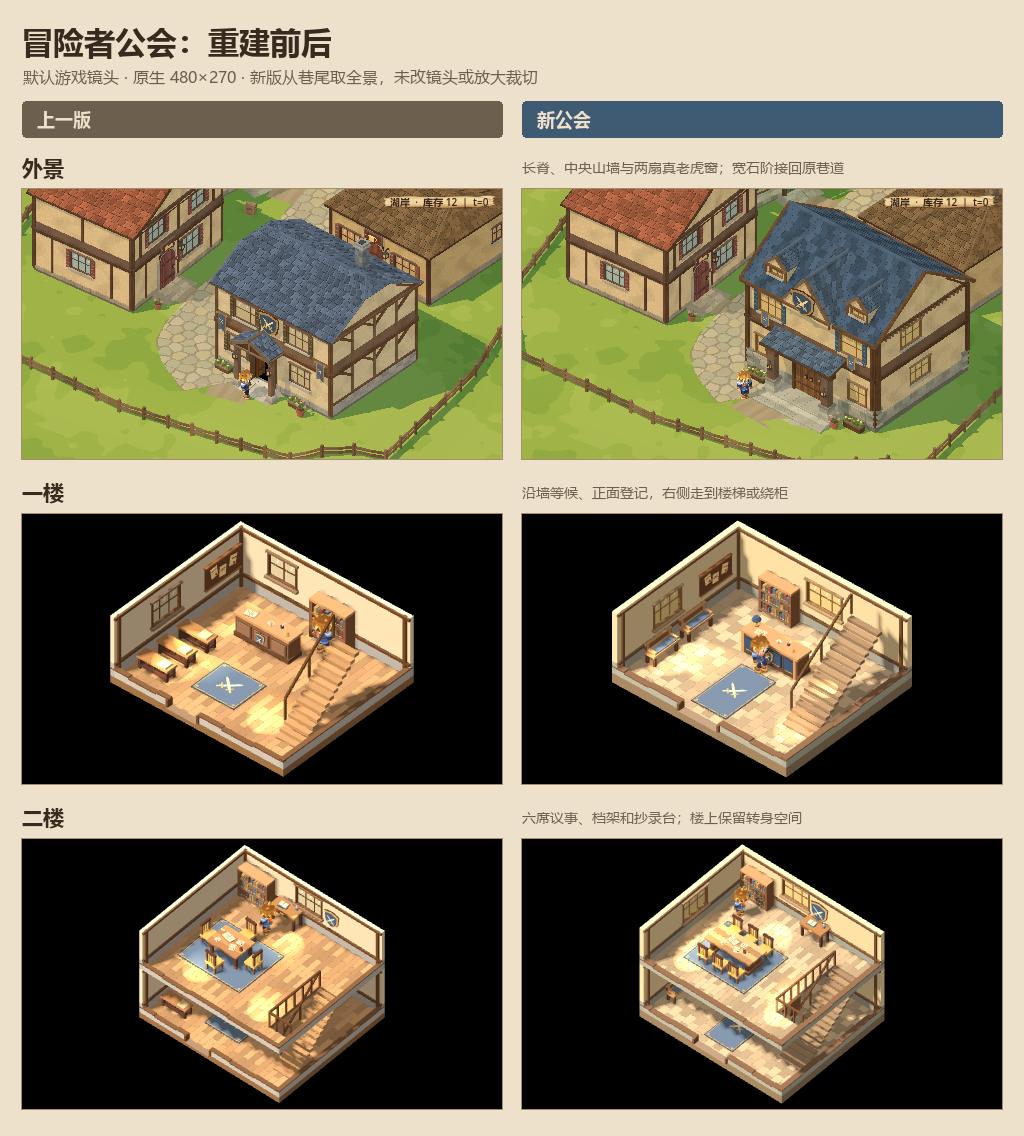 冒险者公会：重建前后
默认游戏镜头 · 原生 480×270 · 新版从巷尾取全景，未改镜头或放大裁切
上一版
新公会
外景
长脊、中央山墙与两扇真老虎窗；宽石阶接回原巷道
湖岸 · 库存 12 | t=0
湖岸 · 库存 12 | t=0
一楼
沿墙等候、正面登记，右侧走到楼梯或绕柜
二楼
六席议事、档架和抄录台；楼上保留转身空间